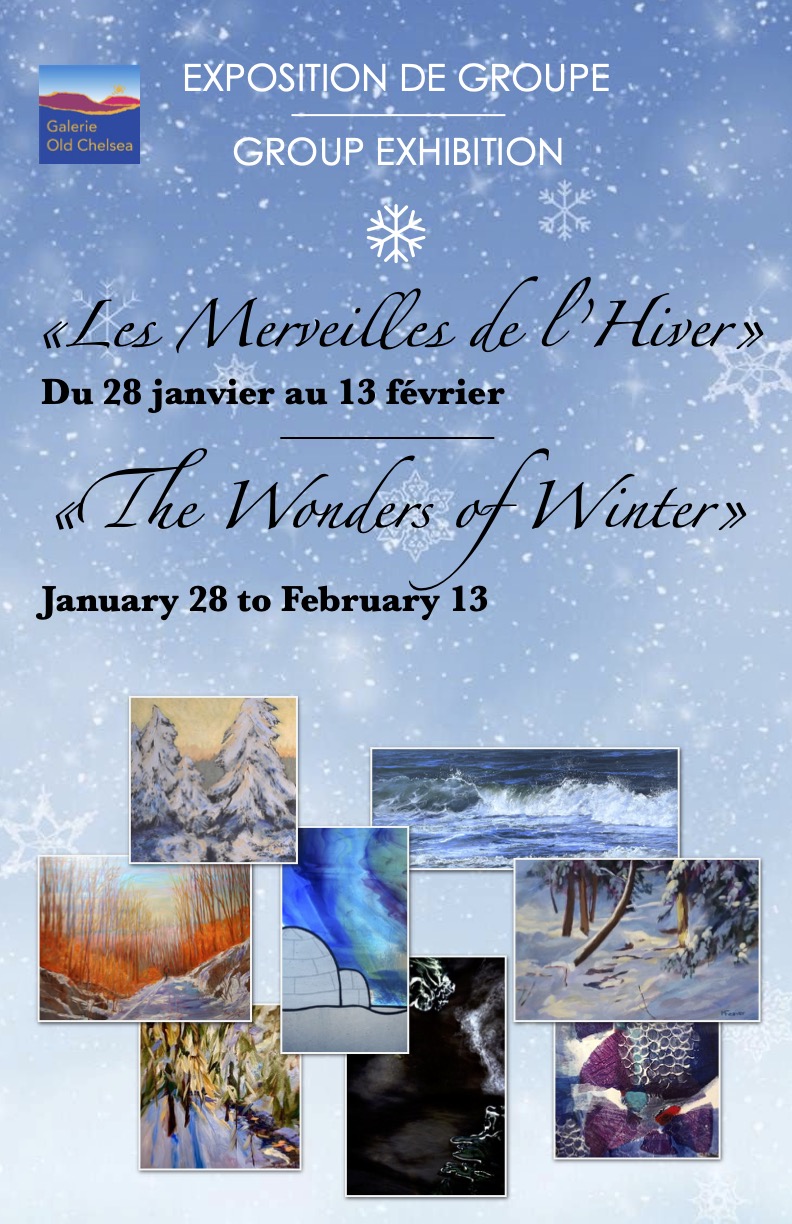 Galerie
Old Chelsea
EXPOSITION DE GROUPE
GROUP EXHIBITION
«Les Merveilles de l'Hiver»
Du 28 janvier au 13 février
«The Wonders of Winter»
January 28 to February 13